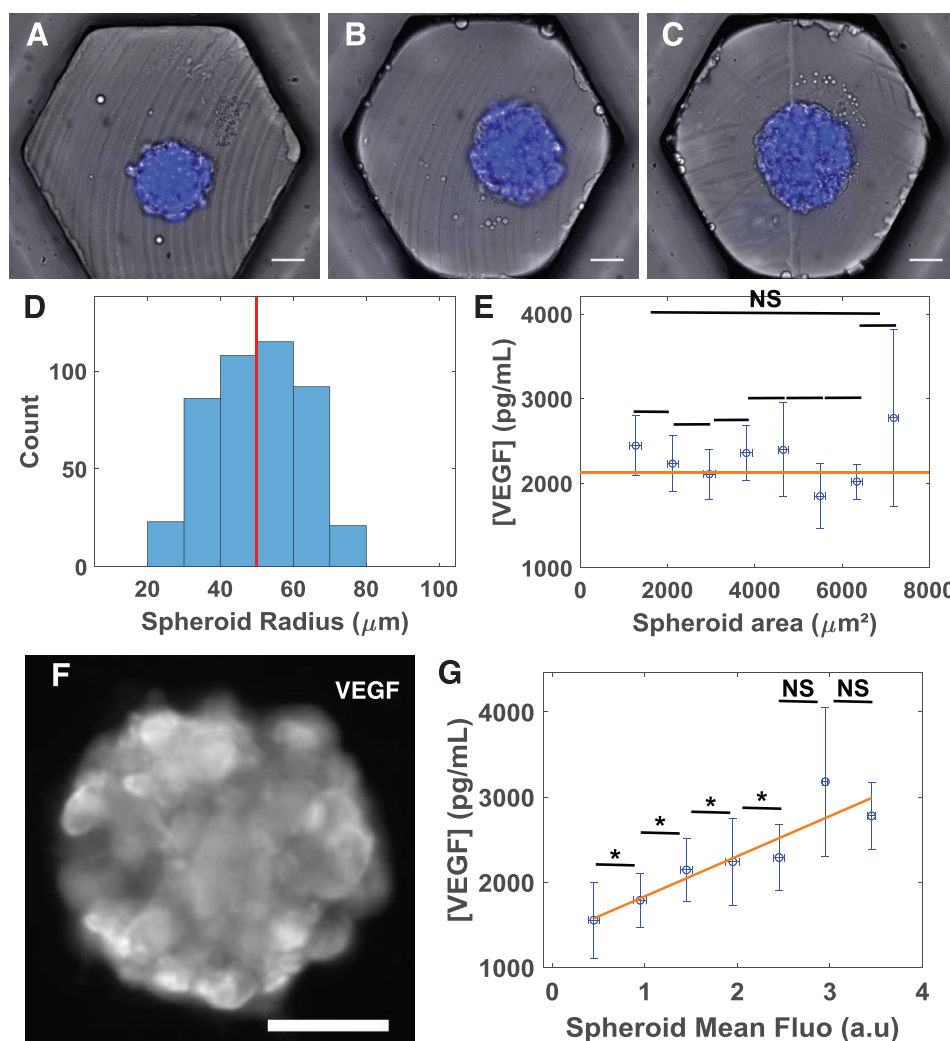 A
B
C
D
100
50
0
20
40
60
80
100
Count
Spheroid Radius (μm)
E
NS
4000
3000
2000
1000
0
2000
4000
6000
8000
[VEGF] (pg/mL)
Spheroid area (μm²)
F
VEGF
G
NS
NS
*
*
*
*
4000
3000
2000
1000
0
1
2
3
4
[VEGF] (pg/mL)
Spheroid Mean Fluo (a.u)